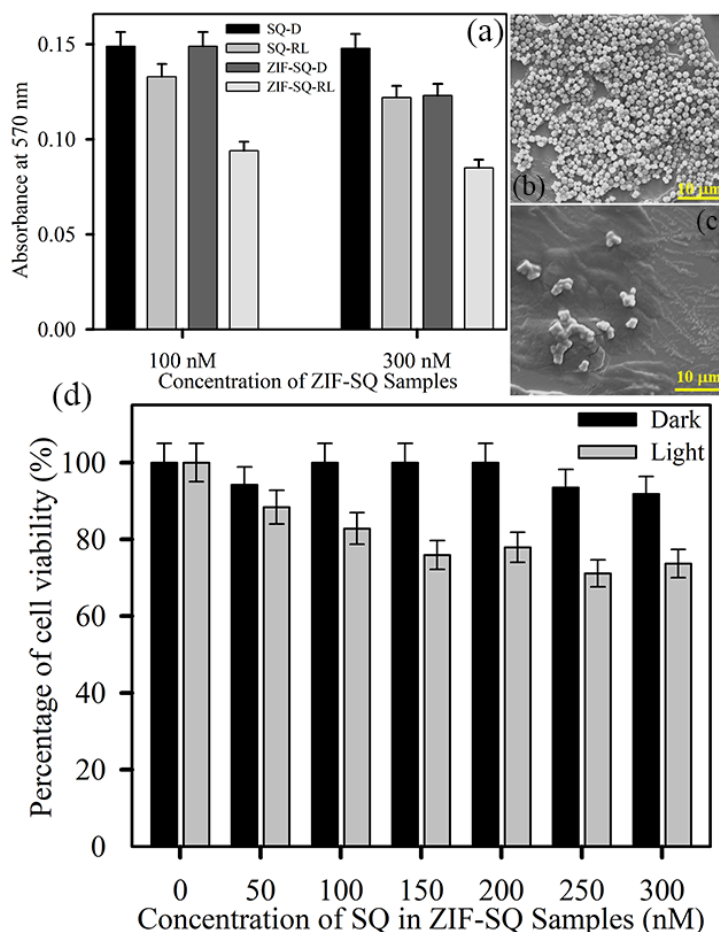 (a)
SQ-D
SQ-RL
ZIF-SQ-D
ZIF-SQ-RL
0.15
0.10
0.05
0.00
Absorbance at 570 nm
100 nM
300 nM
Concentration of ZIF-SQ Samples
(b)
10 μm
(c)
10 μm
(d)
Dark
Light
100
80
60
40
20
0
Percentage of cell viability (%)
0
50
100
150
200
250
300
Concentration of SQ in ZIF-SQ Samples (nM)